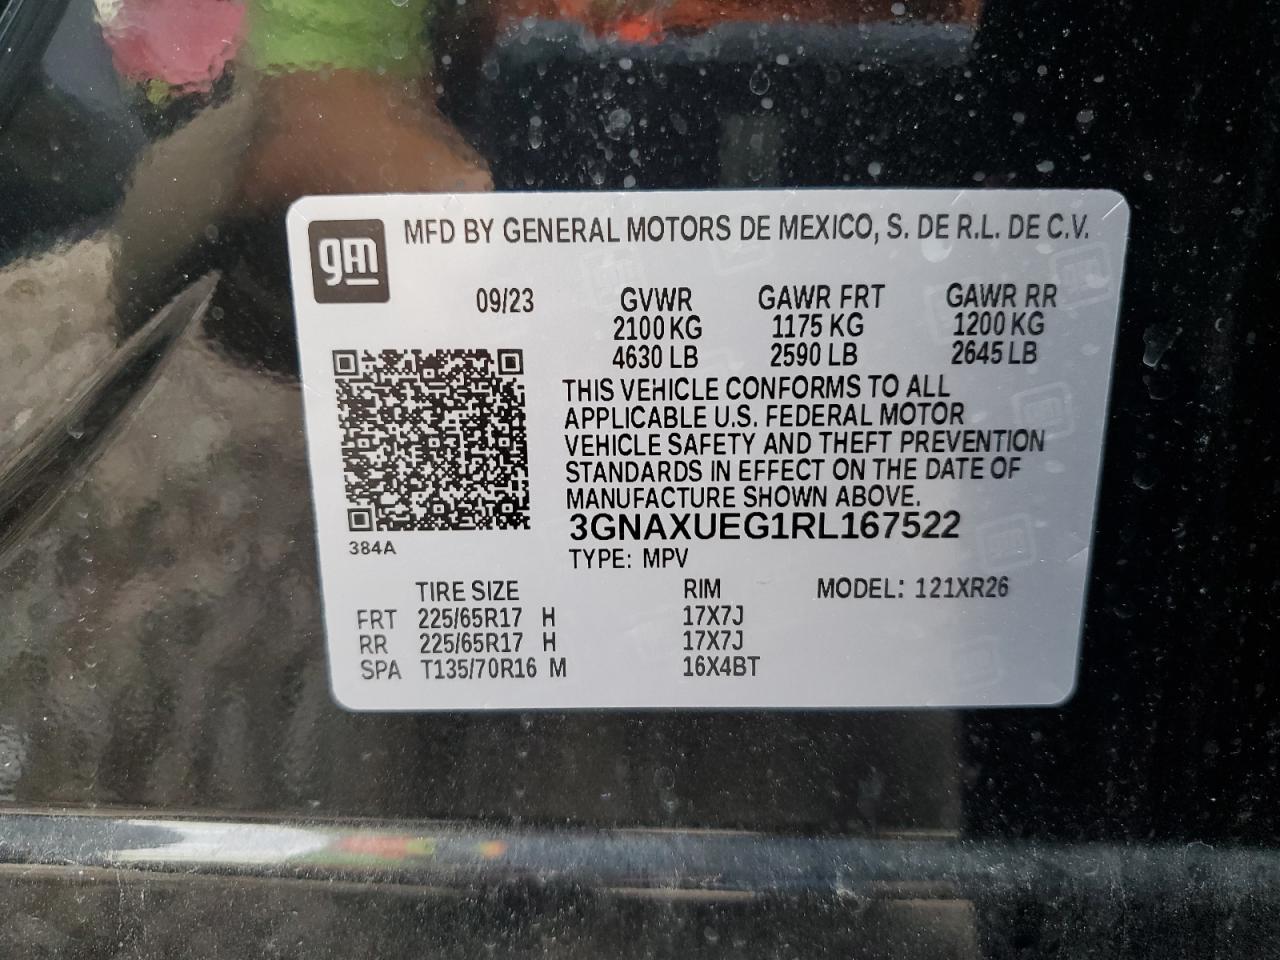 gm
MFD BY GENERAL MOTORS DE MEXICO, S. DE R.L. DE C.V.
09/23 GVWR GAWR FRT GAWR RR
2100 KG 1175 KG 1200 KG
4630 LB 2590 LB 2645 LB
THIS VEHICLE CONFORMS TO ALL
APPLICABLE U.S. FEDERAL MOTOR
VEHICLE SAFETY AND THEFT PREVENTION
STANDARDS IN EFFECT ON THE DATE OF
MANUFACTURE SHOWN ABOVE.
3GNAXUEG1RL167522
384A
TYPE: MPV
TIRE SIZE RIM MODEL: 121XR26
FRT 225/65R17 H 17X7J
RR 225/65R17 H 17X7J
SPA T135/70R16 M 16X4BT